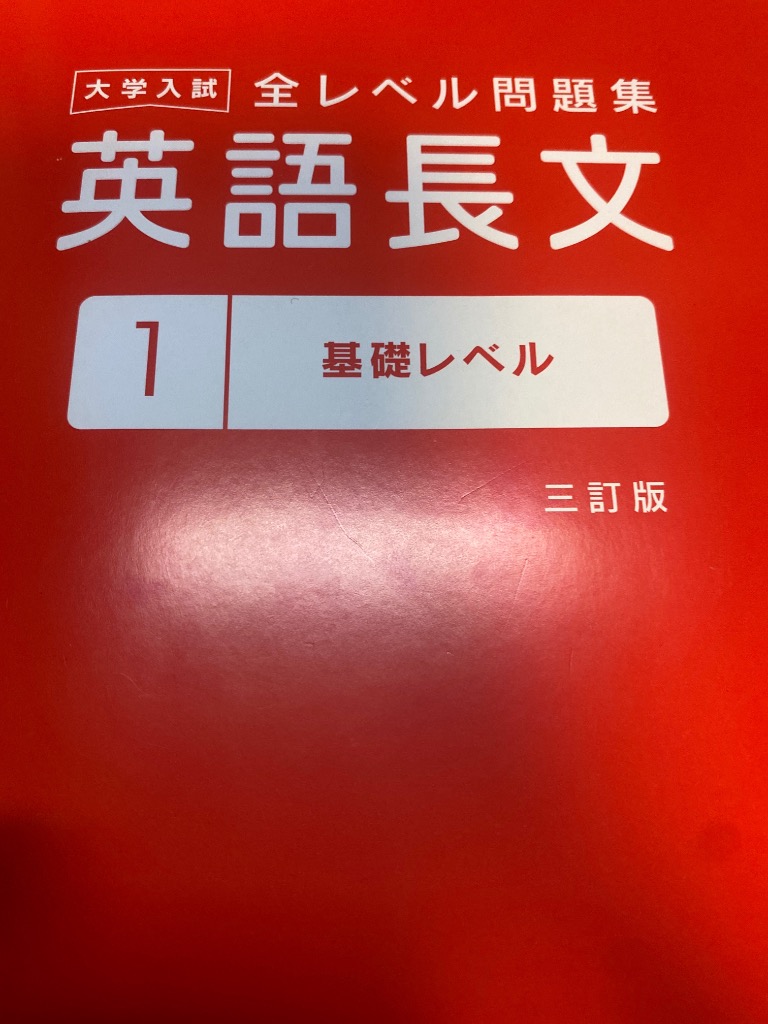 大学入試 全レベル問題集
英語長文
1 基礎レベル
三訂版